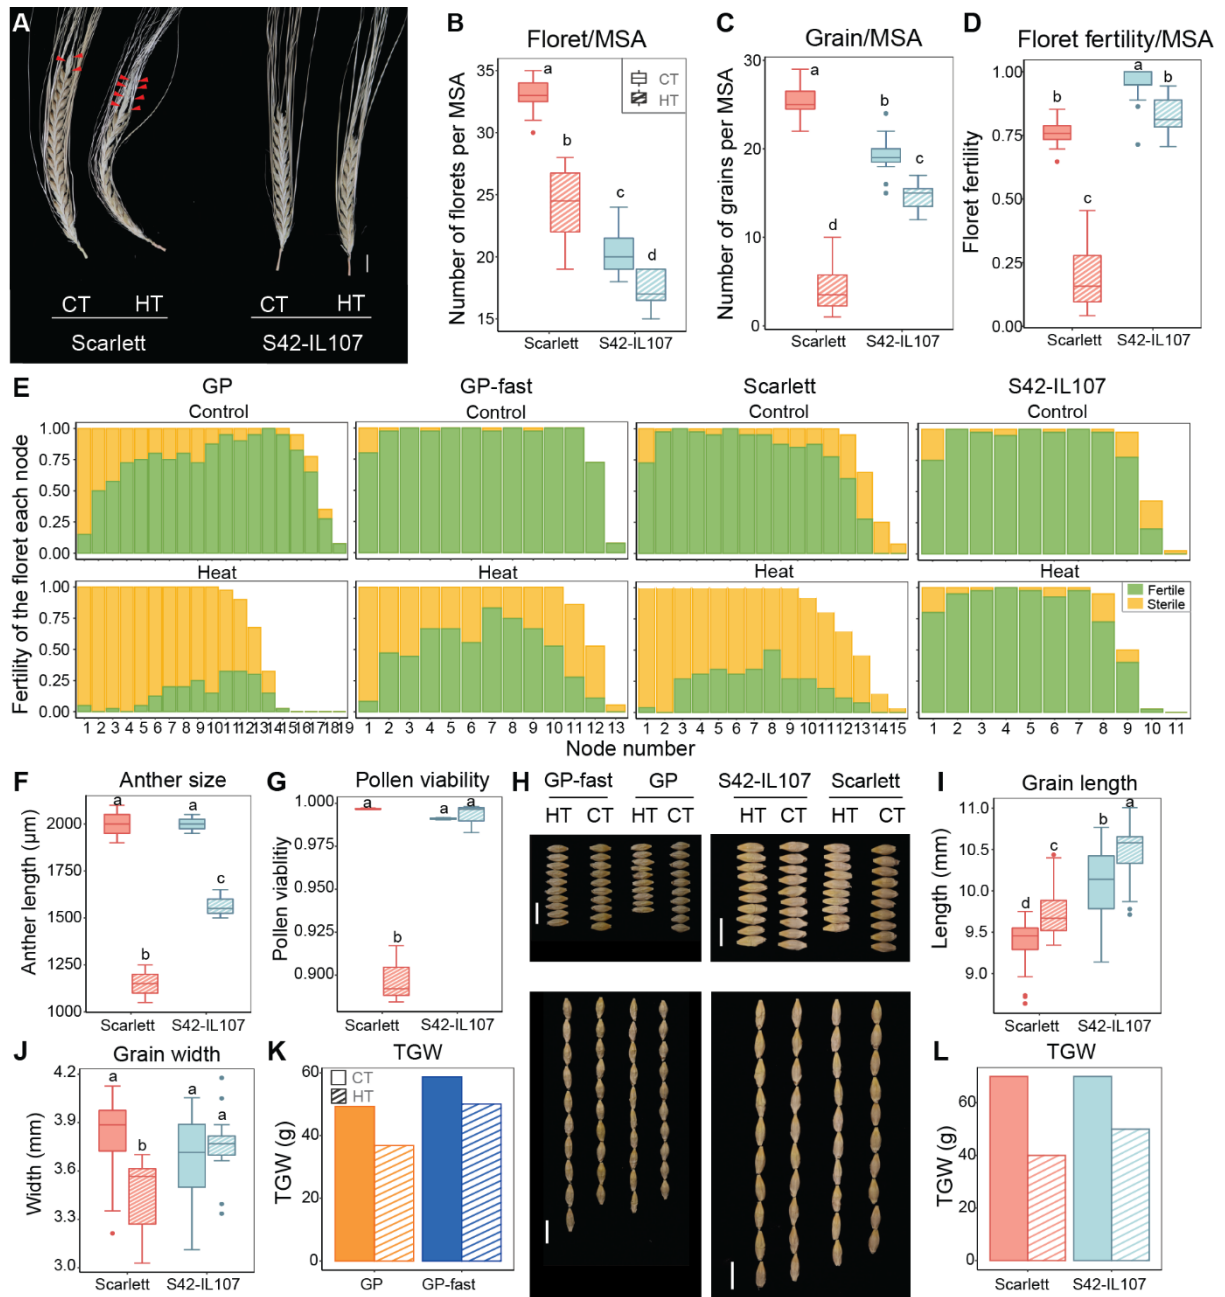 A
CT HT CT HT
Scarlett S42-IL107
B Floret/MSA
Number of florets per MSA
35
30
25
20
15
a
b
c
d
CT
HT
Scarlett S42-IL107
C Grain/MSA
Number of grains per MSA
30
20
10
0
a
b
c
d
Scarlett S42-IL107
D Floret fertility/MSA
Floret fertility
1.00
0.75
0.50
0.25
0.00
b
c
a
b
Scarlett S42-IL107
E
Fertility of the floret each node
GP GP-fast Scarlett S42-IL107
Control Control Control Control
1.00
0.75
0.50
0.25
0.00
Heat Heat Heat Heat
Fertile
Sterile
1.00
0.75
0.50
0.25
0.00
1 2 3 4 5 6 7 8 9 10 11 12 13 14 15 16 17 18 19
1 2 3 4 5 6 7 8 9 10 11 12 13
1 2 3 4 5 6 7 8 9 10 11 12 13 14 15
1 2 3 4 5 6 7 8 9 10 11
Node number
F Anther size
Anther length (µm)
2000
1750
1500
1250
1000
a
b
a
c
Scarlett S42-IL107
G Pollen viability
Pollen viablity
1.000
0.975
0.950
0.925
0.900
a
b
a
a
Scarlett S42-IL107
H
GP-fast GP S42-IL107 Scarlett
HT CT HT CT HT CT HT CT
I Grain length
Length (mm)
11.0
10.5
10.0
9.5
9.0
d
c
b
a
Scarlett S42-IL107
J Grain width
Width (mm)
4.2
3.9
3.6
3.3
3.0
a
b
a
a
Scarlett S42-IL107
K TGW
TGW (g)
60
40
20
0
CT
HT
GP GP-fast
L TGW
TGW (g)
60
40
20
0
Scarlett S42-IL107